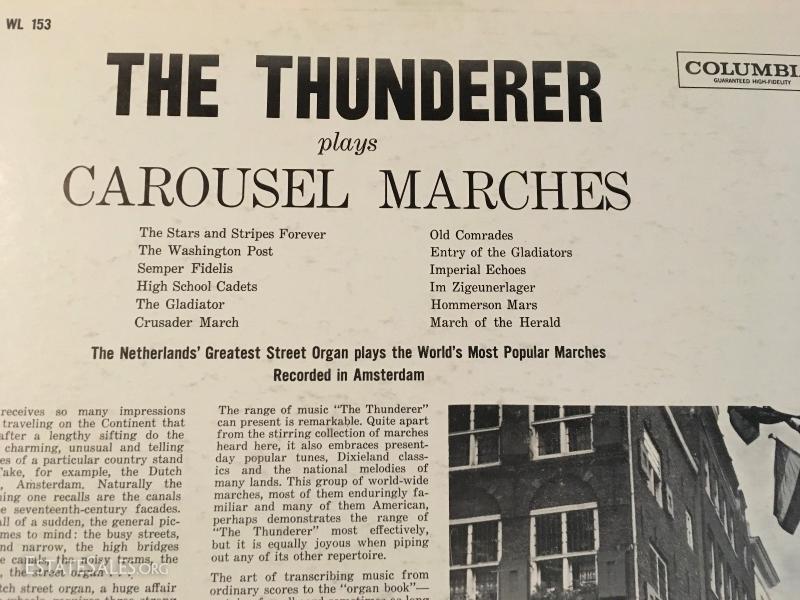 WL 153
THE THUNDERER
COLUMBI
GUARANTEED HIGH-FIDELITY
plays
CAROUSEL MARCHES
The Stars and Stripes Forever
The Washington Post
Semper Fidelis
High School Cadets
The Gladiator
Crusader March
Old Comrades
Entry of the Gladiators
Imperial Echoes
Im Zigeunerlager
Hommerson Mars
March of the Herald
The Netherlands' Greatest Street Organ plays the World's Most Popular Marches
Recorded in Amsterdam
receives so many impressions
traveling on the Continent that
after a lengthy sifting do the
charming, unusual and telling
es of a particular country stand
Take, for example, the Dutch
, Amsterdam. Naturally the
ning one recalls are the canals
e seventeenth-century facades.
all of a sudden, the general pic-
mes to mind: the busy streets,
nd narrow, the high bridges
e canals, the noisy trams, the
, the street organ . . .
tch street organ, a huge affair
The range of music "The Thunderer"
can present is remarkable. Quite apart
from the stirring collection of marches
heard here, it also embraces present-
day popular tunes, Dixieland class-
ics and the national melodies of
many lands. This group of world-wide
marches, most of them enduringly fa-
miliar and many of them American,
perhaps demonstrates the range of
"The Thunderer" most effectively,
but it is equally joyous when piping
out any of its other repertoire.
The art of transcribing music from
ordinary scores to the "organ book"—
ESTATESALES.ORG